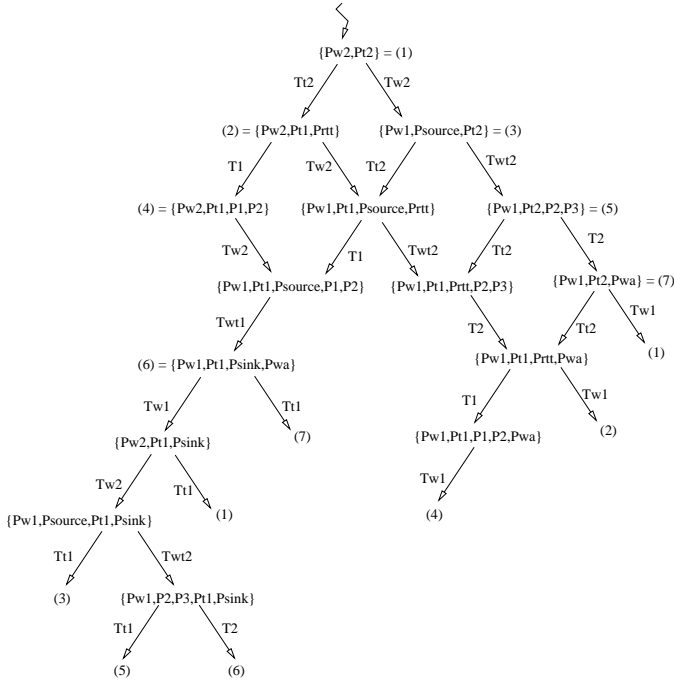 {Pw2,Pt2} = (1)
Tt2 Tw2
(2) = {Pw2,Pt1,Prtt} {Pw1,Psource,Pt2} = (3)
T1 Tw2 Tt2 Twt2
(4) = {Pw2,Pt1,P1,P2} {Pw1,Pt1,Psource,Prtt} {Pw1,Pt2,P2,P3} = (5)
Tw2 T1 Twt2 Tt2 T2
{Pw1,Pt1,Psource,P1,P2} {Pw1,Pt1,Prtt,P2,P3} {Pw1,Pt2,Pwa} = (7)
Twt1 T2 Tt2 Tw1
(6) = {Pw1,Pt1,Psink,Pwa} {Pw1,Pt1,Prtt,Pwa} (1)
Tw1 Tt1 T1 Tw1
{Pw2,Pt1,Psink} (7) {Pw1,Pt1,P1,P2,Pwa} (2)
Tw2 Tt1 Tw1
{Pw1,Psource,Pt1,Psink} (1) (4)
Tt1 Twt2
(3) {Pw1,P2,P3,Pt1,Psink}
Tt1 T2
(5) (6)